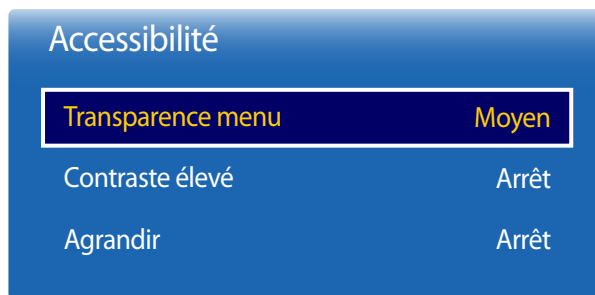 Accessibilité
Transparence menu Moyen
Contraste élevé Arrêt
Agrandir Arrêt